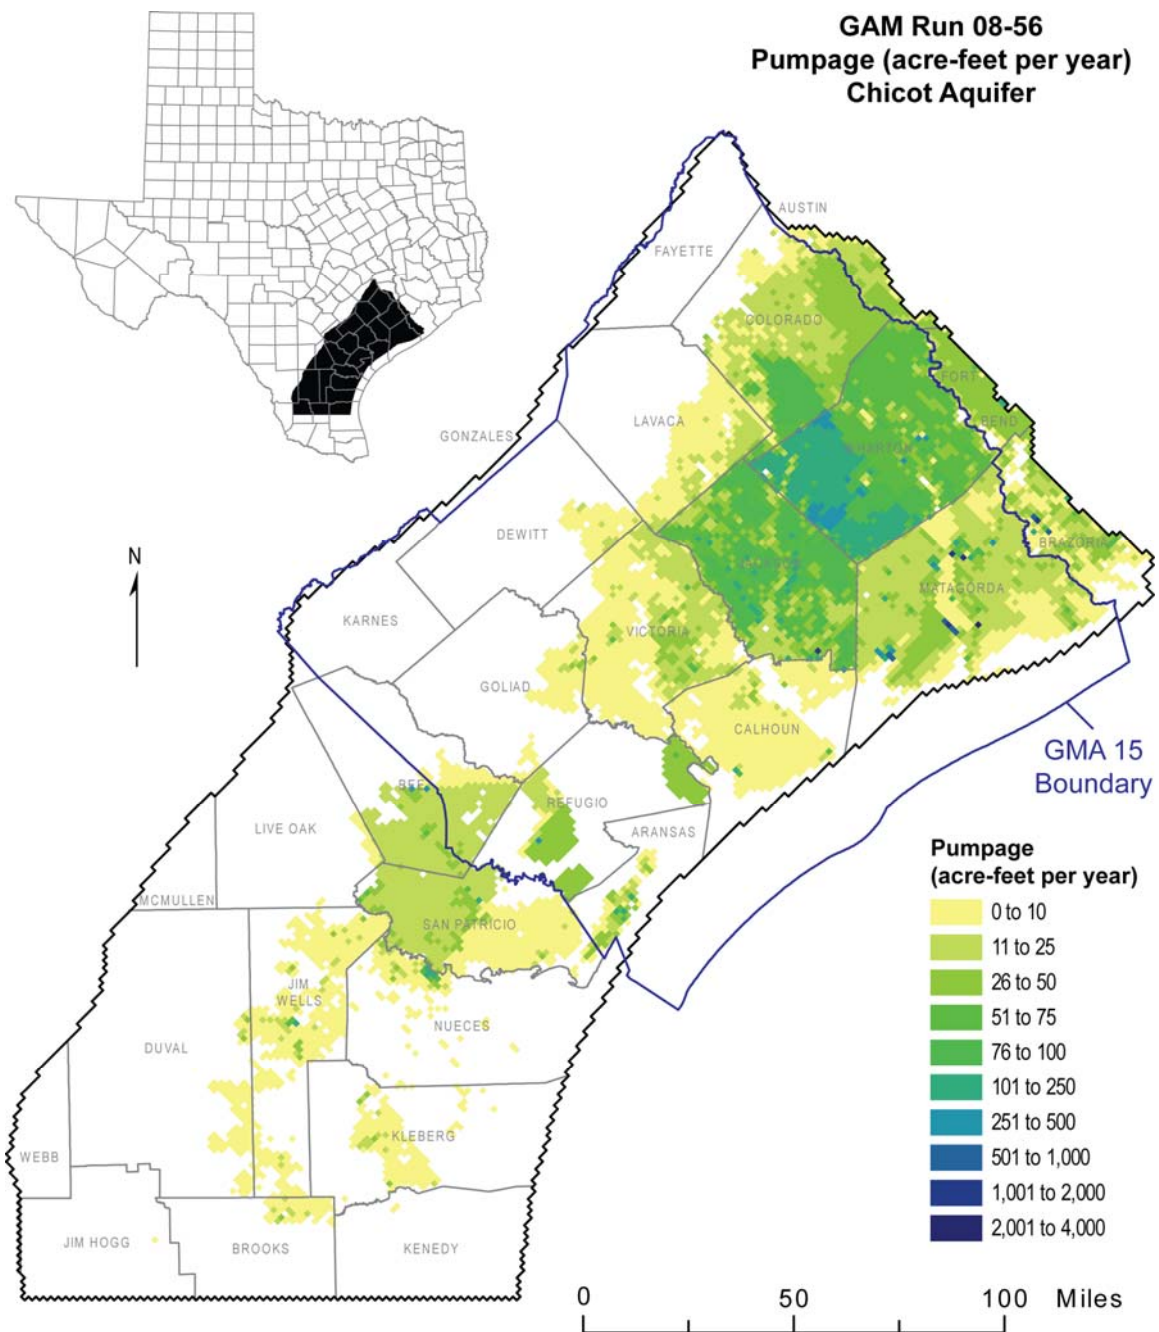 GAM Run 08-56
Pumpage (acre-feet per year)
Chicot Aquifer
AUSTIN
FAYETTE
COLORADO
FORT
BEND
LAVACA
GONZALES
WHARTON
DEWITT
BRAZORIA
MATAGORDA
KARNES
VICTORIA
GOLIAD
CALHOUN
GMA 15
Boundary
BEE
REFUGIO
LIVE OAK
ARANSAS
MCMULLEN
SAN PATRICIO
JIM
WELLS
NUECES
DUVAL
KLEBERG
WEBB
JIM HOGG
BROOKS
KENEDY
N
Pumpage
(acre-feet per year)
0 to 10
11 to 25
26 to 50
51 to 75
76 to 100
101 to 250
251 to 500
501 to 1,000
1,001 to 2,000
2,001 to 4,000
0 50 100 Miles